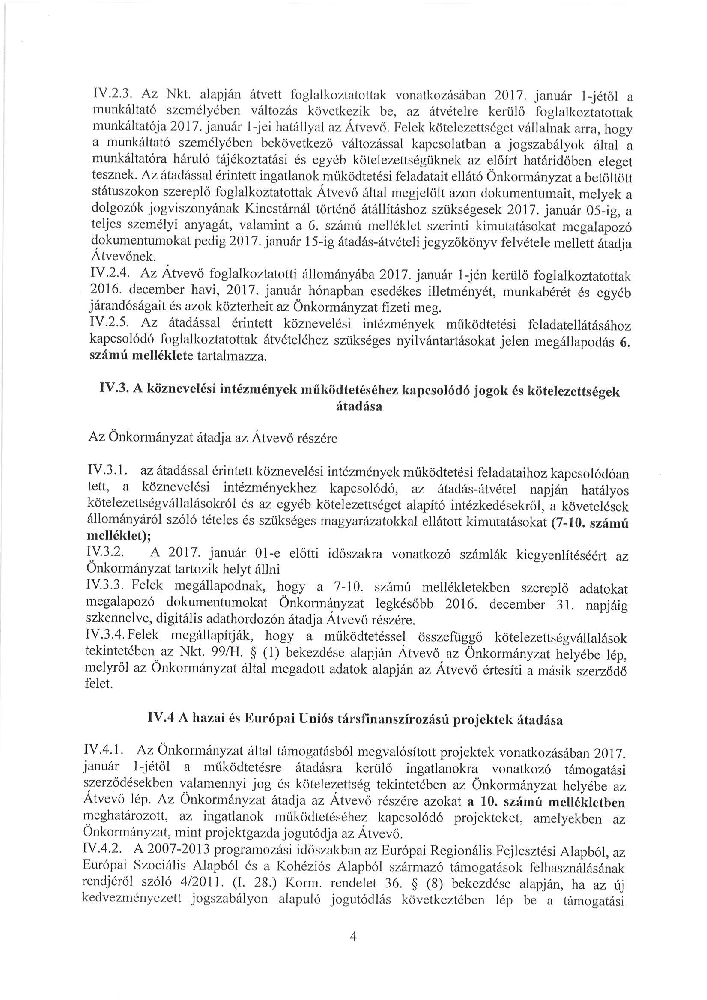 IV.2.3. Az Nkt. alapján átvett foglalkoztatottak vonatkozásában 2017. január 1-jétől a
munkáltató személyében változás következik be, az átvételre kerülő foglalkoztatottak
munkáltatója 2017. január 1-jei hatállyal az Átvevő. Felek kötelezettséget vállalnak arra, hogy
a munkáltató személyében bekövetkező változással kapcsolatban a jogszabályok által a
munkáltatóra háruló tájékoztatási és egyéb kötelezettségüknek az előírt határidőben eleget
tesznek. Az átadással érintett ingatlanok működtetési feladatait ellátó Önkormányzat a betöltött
státuszokon szereplő foglalkoztatottak Átvevő által megjelölt azon dokumentumait, melyek a
dolgozók jogviszonyának Kincstárnál történő átállításhoz szükségesek 2017. január 05-ig, a
teljes személyi anyagát, valamint a 6. számú melléklet szerinti kimutatásokat megalapozó
dokumentumokat pedig 2017. január 15-ig átadás-átvételi jegyzőkönyv felvétele mellett átadja
Átvevőnek.
IV.2.4. Az Átvevő foglalkoztatotti állományába 2017. január 1-jén kerülő foglalkoztatottak
2016. december havi, 2017. január hónapban esedékes illetményét, munkabérét és egyéb
járandóságait és azok közterheit az Önkormányzat fizeti meg.
IV.2.5. Az átadással érintett köznevelési intézmények működtetési feladatellátásához
kapcsolódó foglalkoztatottak átvételéhez szükséges nyilvántartásokat jelen megállapodás 6.
számú melléklete tartalmazza.
IV.3. A köznevelési intézmények működtetéséhez kapcsolódó jogok és kötelezettségek
átadása
Az Önkormányzat átadja az Átvevő részére
IV.3.1. az átadással érintett köznevelési intézmények működtetési feladataihoz kapcsolódóan
tett, a köznevelési intézményekhez kapcsolódó, az átadás-átvétel napján hatályos
kötelezettségvállalásokról és az egyéb kötelezettséget alapító intézkedésekről, a követelések
állományáról szóló tételes és szükséges magyarázatokkal ellátott kimutatásokat (7-10. számú
melléklet);
IV.3.2. A 2017. január 01-e előtti időszakra vonatkozó számlák kiegyenlítéséért az
Önkormányzat tartozik helyt állni
IV.3.3. Felek megállapodnak, hogy a 7-10. számú mellékletekben szereplő adatokat
megalapozó dokumentumokat Önkormányzat legkésőbb 2016. december 31. napjáig
szkennelve, digitális adathordozón átadja Átvevő részére.
IV.3.4. Felek megállapítják, hogy a működtetéssel összefüggő kötelezettségvállalások
tekintetében az Nkt. 99/H. § (1) bekezdése alapján Átvevő az Önkormányzat helyébe lép,
melyről az Önkormányzat által megadott adatok alapján az Átvevő értesíti a másik szerződő
felet.
IV.4 A hazai és Európai Uniós társfinanszírozású projektek átadása
IV.4.1. Az Önkormányzat által támogatásból megvalósított projektek vonatkozásában 2017.
január 1-jétől a működtetésre átadásra kerülő ingatlanokra vonatkozó támogatási
szerződésekben valamennyi jog és kötelezettség tekintetében az Önkormányzat helyébe az
Átvevő lép. Az Önkormányzat átadja az Átvevő részére azokat a 10. számú mellékletben
meghatározott, az ingatlanok működtetéséhez kapcsolódó projekteket, amelyekben az
Önkormányzat, mint projektgazda jogutódja az Átvevő.
IV.4.2. A 2007-2013 programozási időszakban az Európai Regionális Fejlesztési Alapból, az
Európai Szociális Alapból és a Kohéziós Alapból származó támogatások felhasználásának
rendjéről szóló 4/2011. (I. 28.) Korm. rendelet 36. § (8) bekezdése alapján, ha az új
kedvezményezett jogszabályon alapuló jogutódlás következtében lép be a támogatási
4